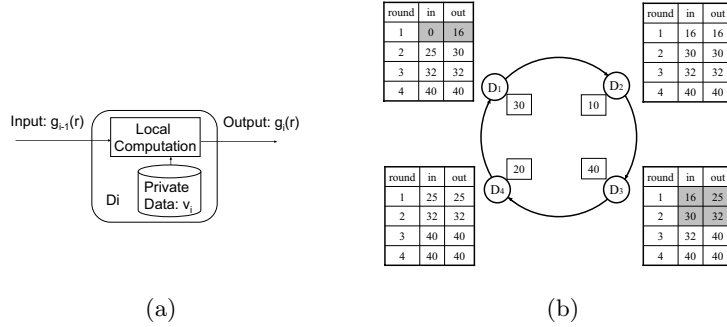 Input: gi-1(r)
Output: gi(r)
Local
Computation
Private
Data: vi
Di
(a)
round in out
1 0 16
2 25 30
3 32 32
4 40 40
round in out
1 16 16
2 30 30
3 32 32
4 40 40
D1
D2
30
10
20
40
D4
D3
round in out
1 25 25
2 32 32
3 40 40
4 40 40
round in out
1 16 25
2 30 32
3 32 40
4 40 40
(b)